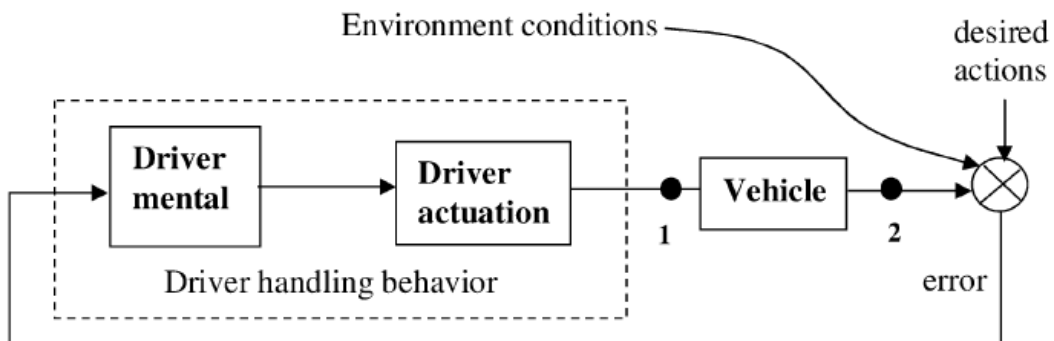 Environment conditions
desired
actions
Driver
mental
Driver
actuation
Vehicle
1
2
Driver handling behavior
error